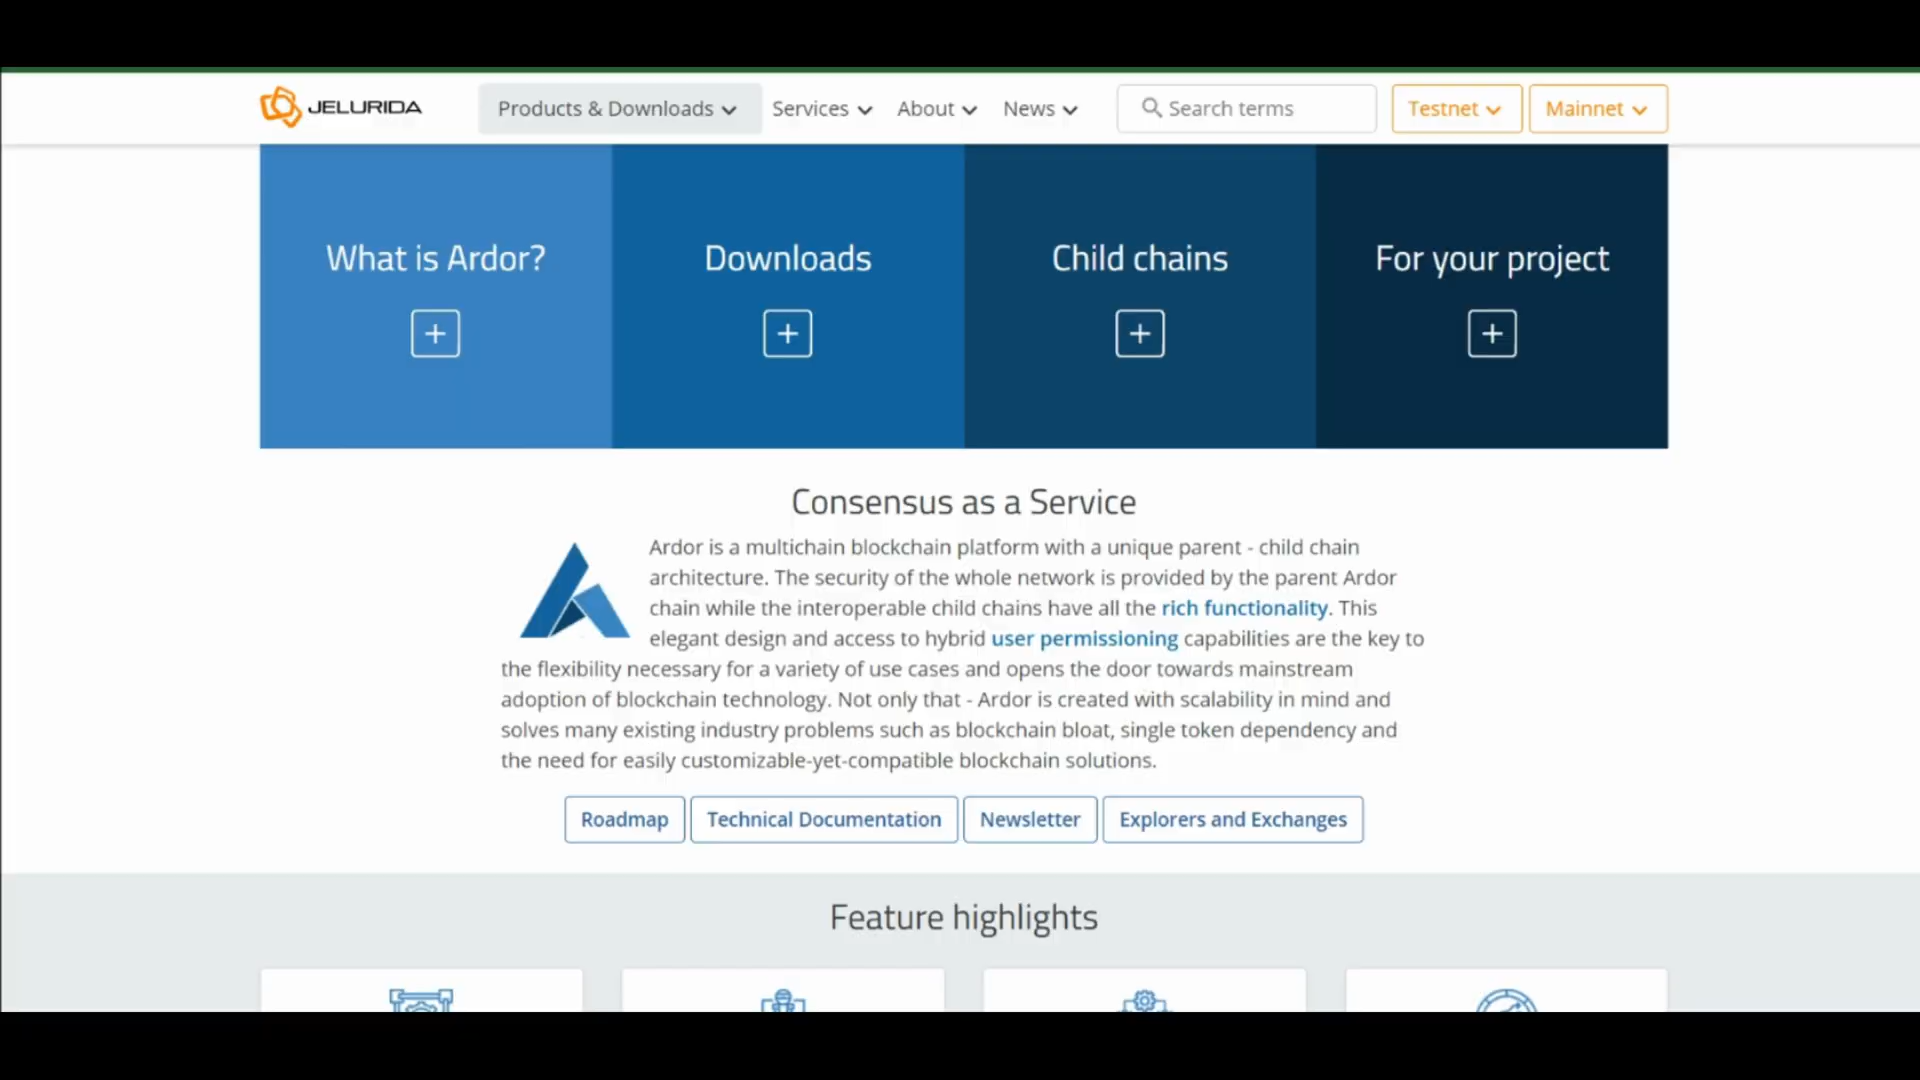 JELURIDA
Products & Downloads
Services
About
News
Search terms
Testnet
Mainnet
What is Ardor?
Downloads
Child chains
For your project
Consensus as a Service
Ardor is a multichain blockchain platform with a unique parent - child chain
architecture. The security of the whole network is provided by the parent Ardor
chain while the interoperable child chains have all the rich functionality. This
elegant design and access to hybrid user permissioning capabilities are the key to
the flexibility necessary for a variety of use cases and opens the door towards mainstream
adoption of blockchain technology. Not only that - Ardor is created with scalability in mind and
solves many existing industry problems such as blockchain bloat, single token dependency and
the need for easily customizable-yet-compatible blockchain solutions.
Roadmap
Technical Documentation
Newsletter
Explorers and Exchanges
Feature highlights